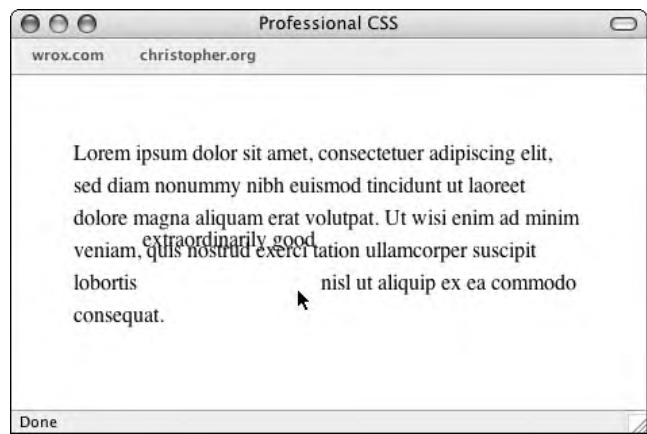 Professional CSS
wrox.com christopher.org
Lorem ipsum dolor sit amet, consectetuer adipiscing elit,
sed diam nonummy nibh euismod tincidunt ut laoreet
dolore magna aliquam erat volutpat. Ut wisi enim ad minim
extraordinarily good
veniam, quis nostrud exerci tation ullamcorper suscipit
lobortis nisl ut aliquip ex ea commodo
consequat.
Done